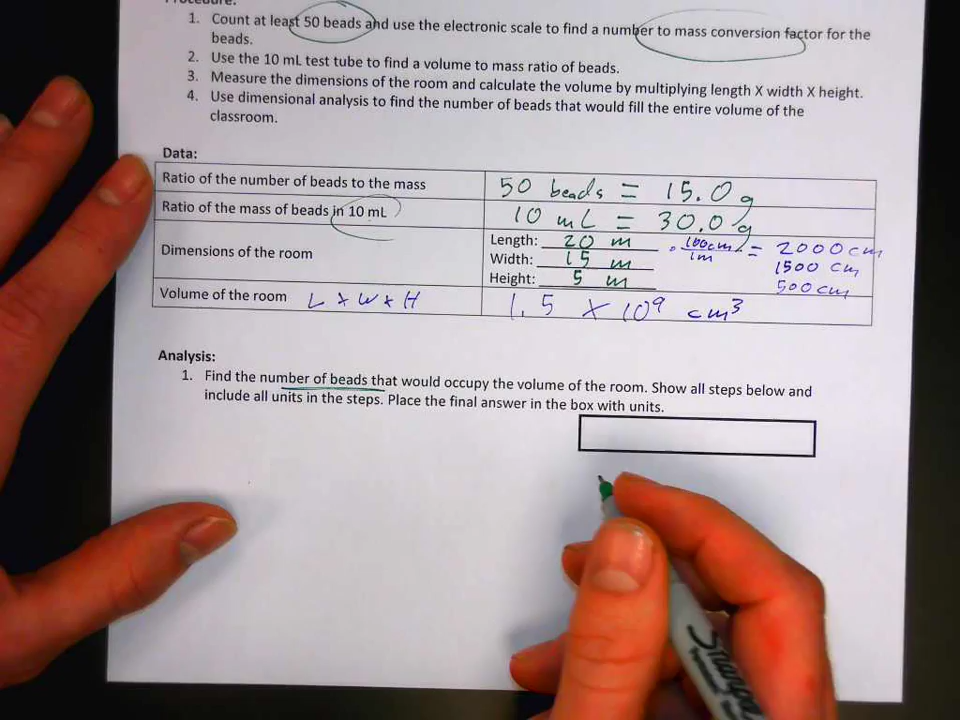 Procedure:
1. Count at least 50 beads and use the electronic scale to find a number to mass conversion factor for the
beads.
2. Use the 10 mL test tube to find a volume to mass ratio of beads.
3. Measure the dimensions of the room and calculate the volume by multiplying length X width X height.
4. Use dimensional analysis to find the number of beads that would fill the entire volume of the
classroom.
Data:
Ratio of the number of beads to the mass 50 beads = 15.0 g
Ratio of the mass of beads in 10 mL 10 mL = 30.0 g
Dimensions of the room
Length: 20 m · 100cm/1m = 2000 cm
Width: 15 m 1500 cm
Height: 5 m 500 cm
Volume of the room L x W x H 1.5 x 10⁹ cm³
Analysis:
1. Find the number of beads that would occupy the volume of the room. Show all steps below and
include all units in the steps. Place the final answer in the box with units.
Sharpie